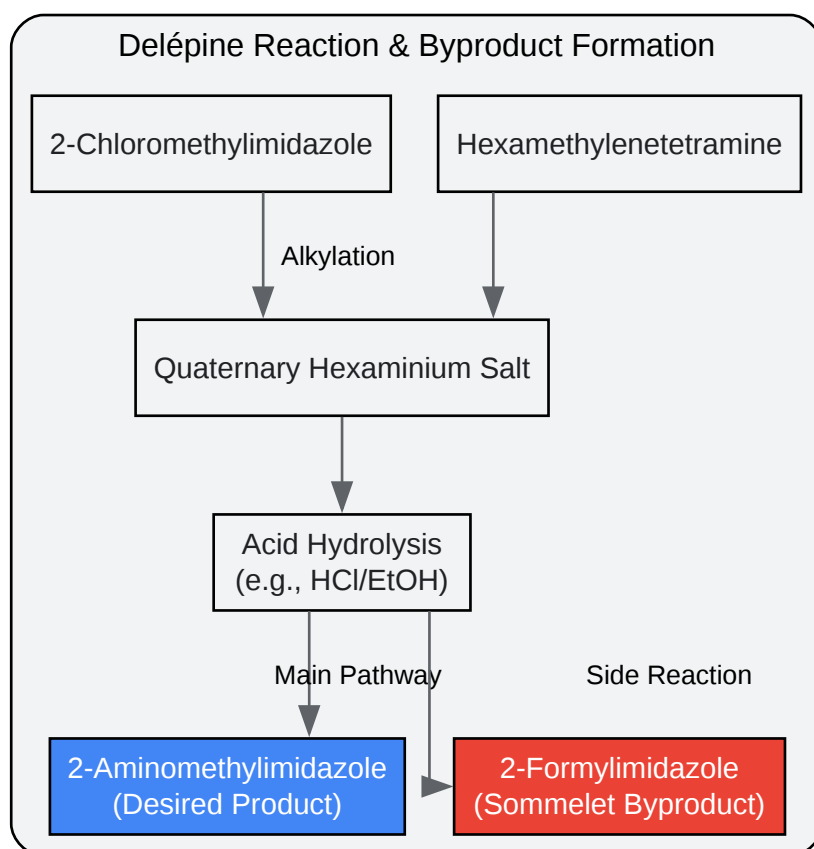 Delépine Reaction & Byproduct Formation
2-Chloromethylimidazole
Hexamethylenetetramine
Alkylation
Quaternary Hexaminium Salt
Acid Hydrolysis
(e.g., HCl/EtOH)
Main Pathway
Side Reaction
2-Aminomethylimidazole
(Desired Product)
2-Formylimidazole
(Sommelet Byproduct)